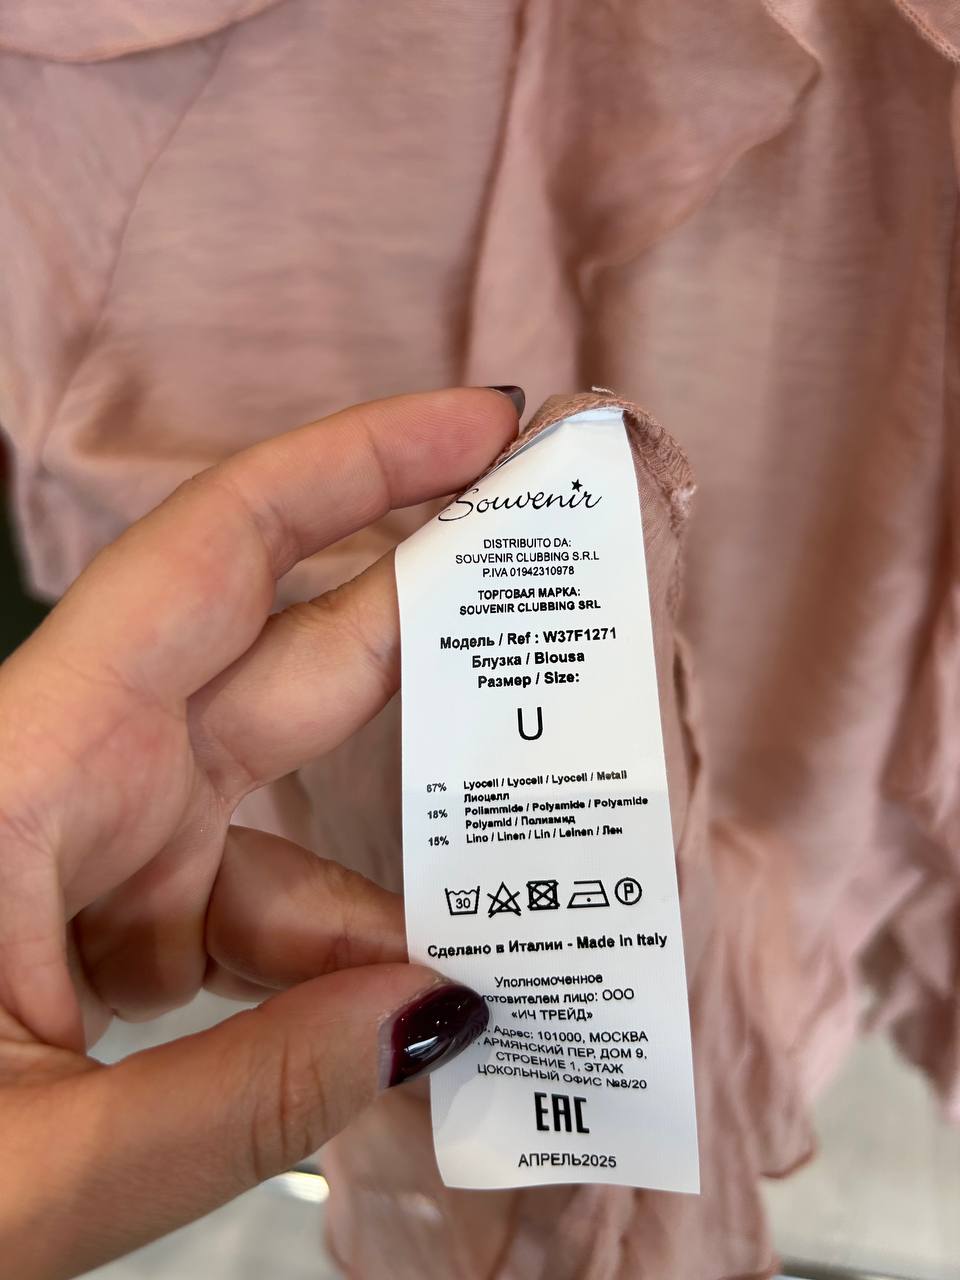 Souvenir
DISTRIBUITO DA:
SOUVENIR CLUBBING S.R.L
P.IVA 01942310978
ТОРГОВАЯ МАРКА:
SOUVENIR CLUBBING SRL
Модель / Ref : W37F1271
Блузка / Blousa
Размер / Size:
U
67% Lyocell / Lyocell / Lyocell / Metall
Лиоцелл
18% Poliammide / Polyamide / Polyamide
Polyamid / Полиамид
15% Lino / Linen / Lin / Leinen / Лен
30 P
Сделано в Италии - Made in Italy
Уполномоченное
лицо: ООО
«ИЧ ТРЕЙД»
Адрес: 101000, МОСКВА
АРМЯНСКИЙ ПЕР, ДОМ 9,
СТРОЕНИЕ 1, ЭТАЖ
ЦОКОЛЬНЫЙ ОФИС №8/20
EAC
АПРЕЛЬ2025